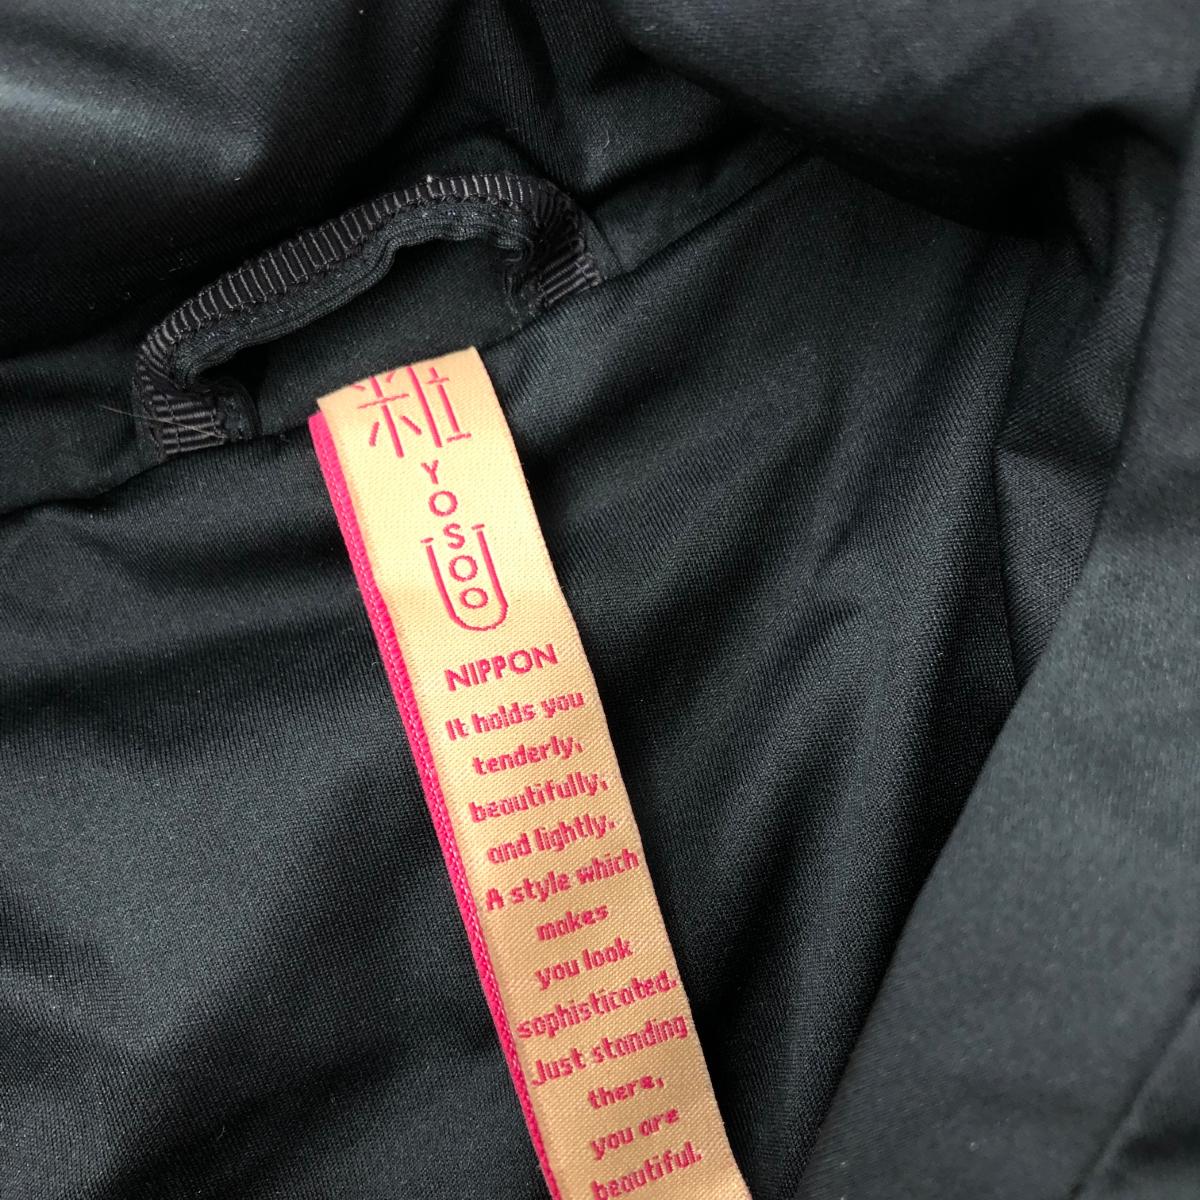 YOSOO
NIPPON
It holds you
tenderly,
beautifully,
and lightly.
A style which
makes
you look
sophisticated.
Just standing
there,
you are
beautiful.